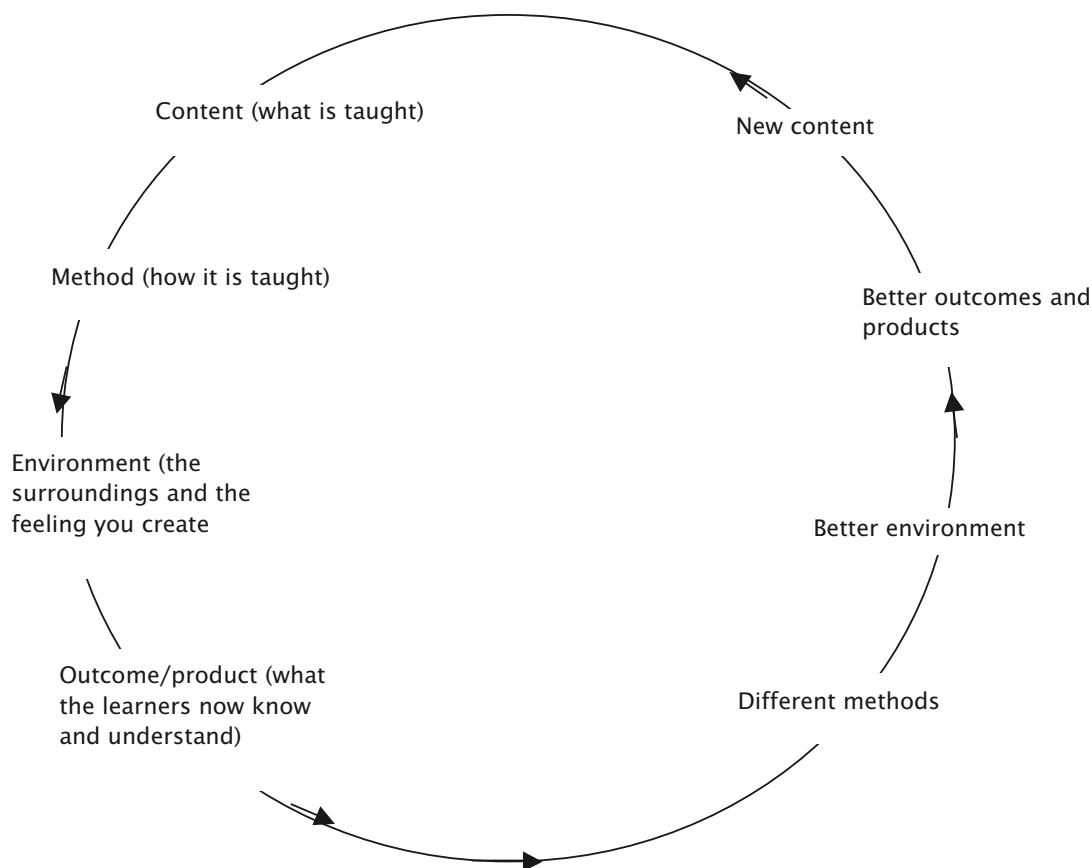 Content (what is taught)
New content
Method (how it is taught)
Better outcomes and
products
Environment (the
surroundings and the
feeling you create
Better environment
Outcome/product (what
the learners now know
and understand)
Different methods